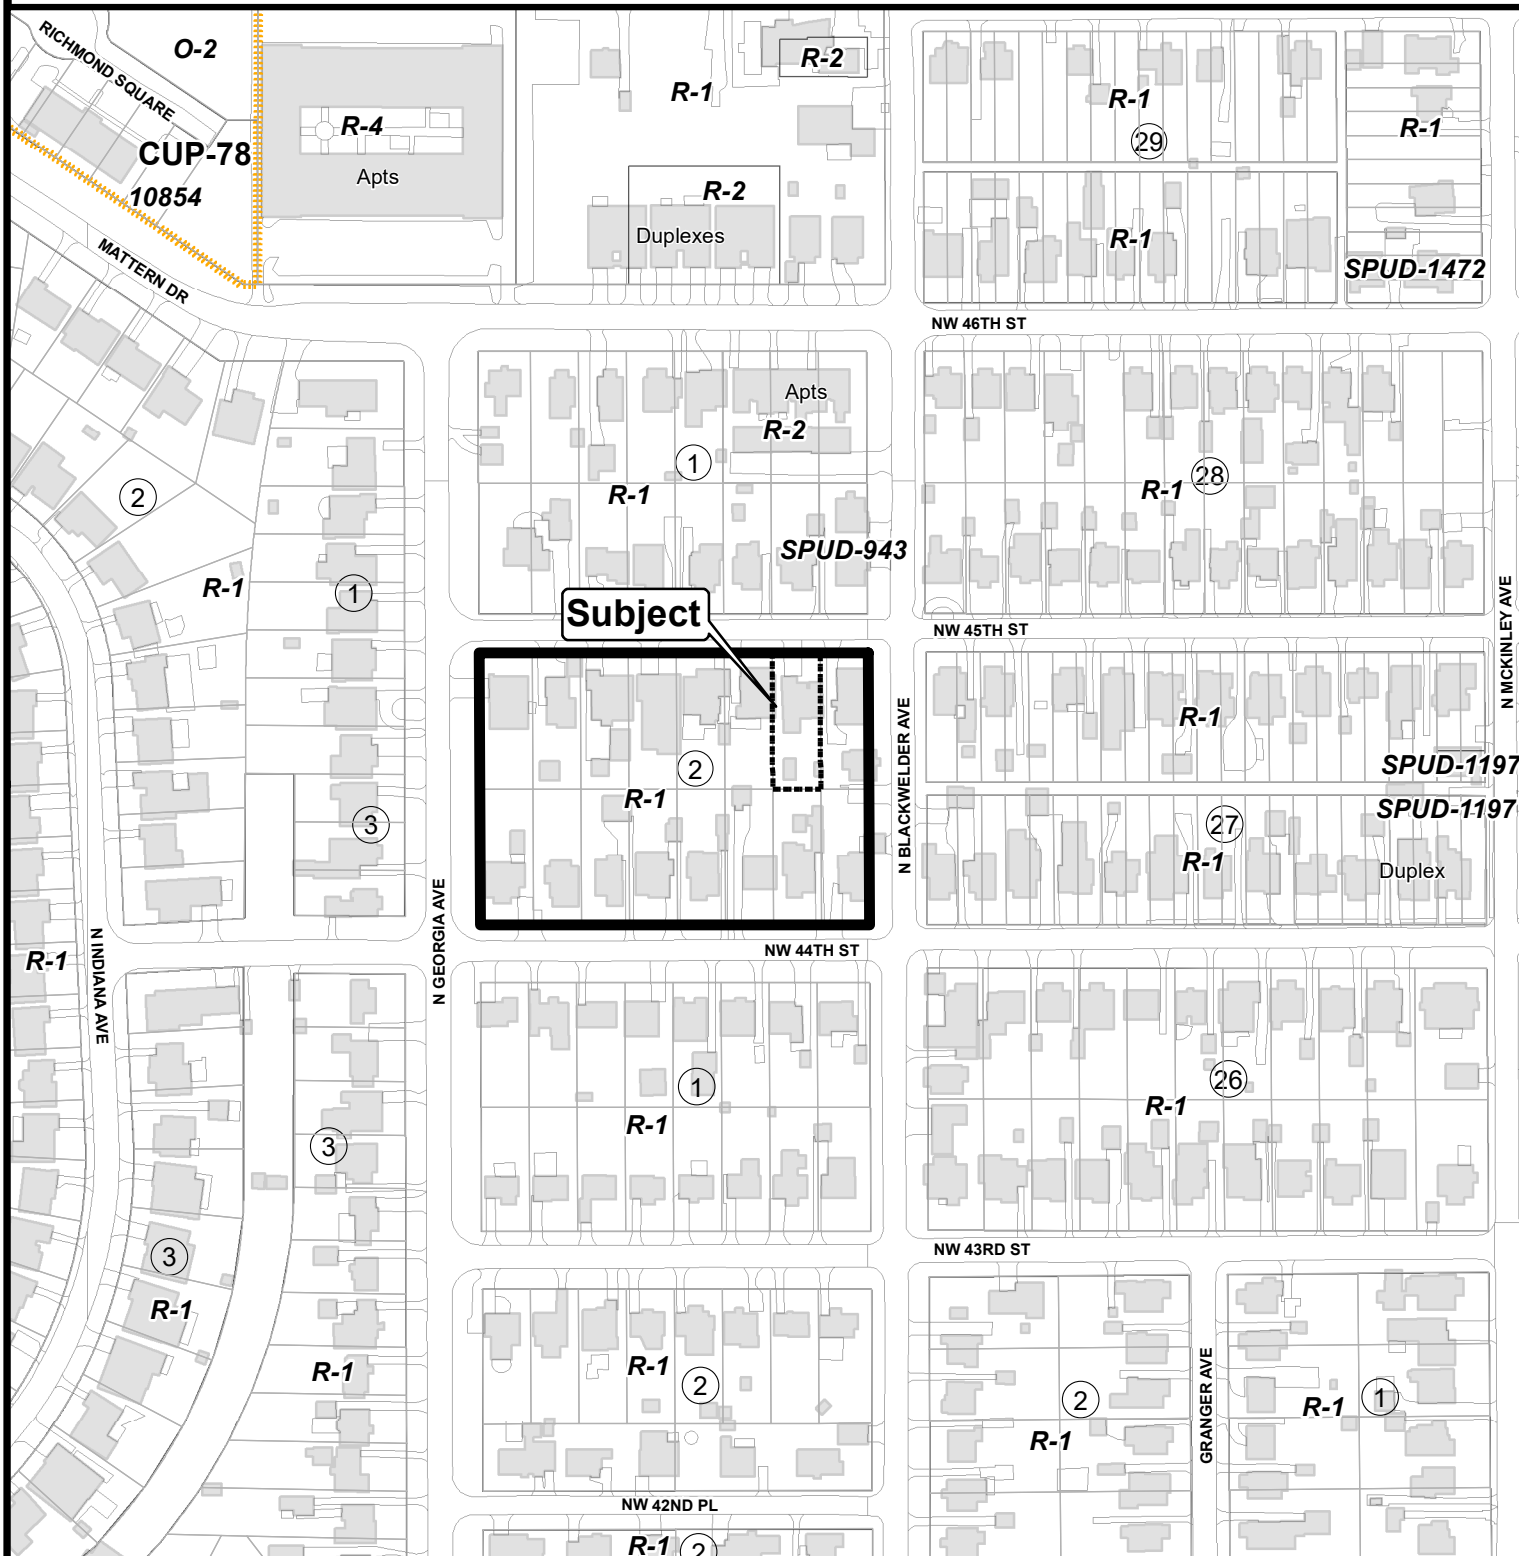 RICHMOND SQUARE
O-2
R-4
Apts
CUP-78
10854
MATTERN DR
R-1
R-2
R-2
Duplexes
R-1
29
R-1
R-1
SPUD-1472
NW 46TH ST
Apts
R-2
1
R-1
SPUD-943
28
R-1
2
R-1
1
Subject
NW 45TH ST
N MCKINLEY AVE
N BLACKWELDER AVE
R-1
SPUD-1197
SPUD-1197
2
R-1
27
R-1
Duplex
3
N GEORGIA AVE
NW 44TH ST
N INDIANA AVE
R-1
1
R-1
26
R-1
3
3
R-1
NW 43RD ST
R-1
R-1
2
GRANGER AVE
2
R-1
R-1
1
NW 42ND PL
R-1
2